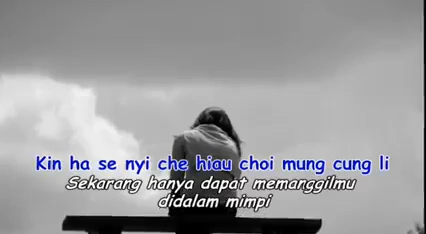 Kin ha se nyi che hiau choi mung cung li
Sekarang hanya dapat memanggilmu
didalam mimpi